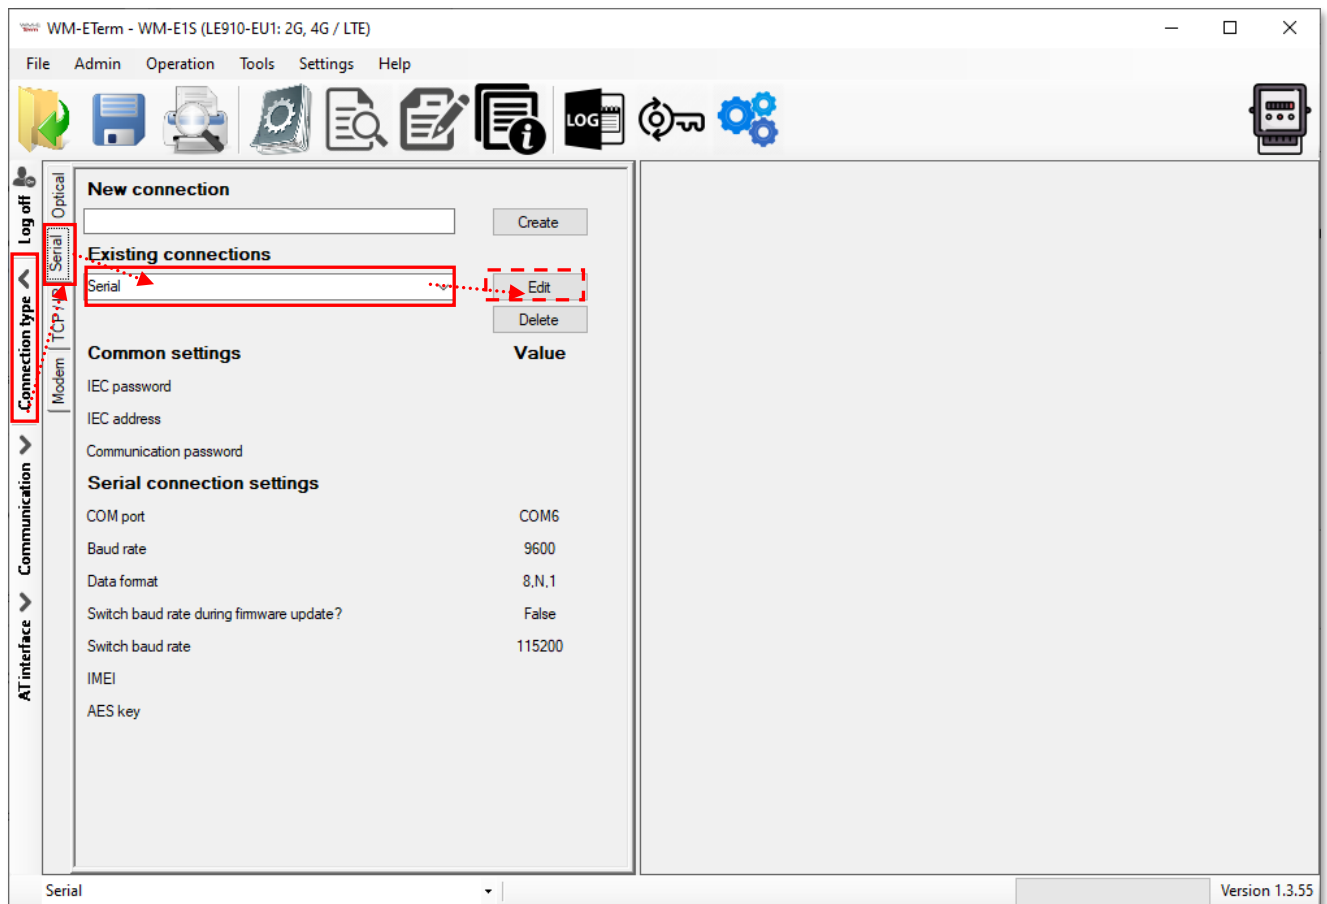 WM-ETerm - WM-E1S (LE910-EU1: 2G, 4G / LTE)
File Admin Operation Tools Settings Help
LOG
Log off
Connection type
Communication
AT interface
Optical
Serial
TCP / IP
Modem
New connection
Create
Existing connections
Serial
Edit
Delete
Common settings Value
IEC password
IEC address
Communication password
Serial connection settings
COM port COM6
Baud rate 9600
Data format 8,N,1
Switch baud rate during firmware update? False
Switch baud rate 115200
IMEI
AES key
Serial
Version 1.3.55